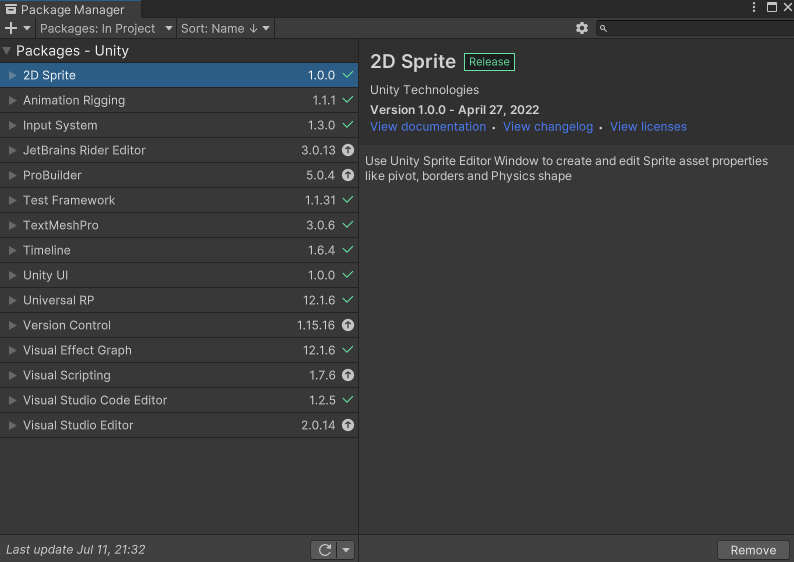 Package Manager
Packages: In Project
Sort: Name ↓
Packages - Unity
2D Sprite 1.0.0
Animation Rigging 1.1.1
Input System 1.3.0
JetBrains Rider Editor 3.0.13
ProBuilder 5.0.4
Test Framework 1.1.31
TextMeshPro 3.0.6
Timeline 1.6.4
Unity UI 1.0.0
Universal RP 12.1.6
Version Control 1.15.16
Visual Effect Graph 12.1.6
Visual Scripting 1.7.6
Visual Studio Code Editor 1.2.5
Visual Studio Editor 2.0.14
Last update Jul 11, 21:32
2D Sprite Release
Unity Technologies
Version 1.0.0 - April 27, 2022
View documentation • View changelog • View licenses
Use Unity Sprite Editor Window to create and edit Sprite asset properties
like pivot, borders and Physics shape
Remove